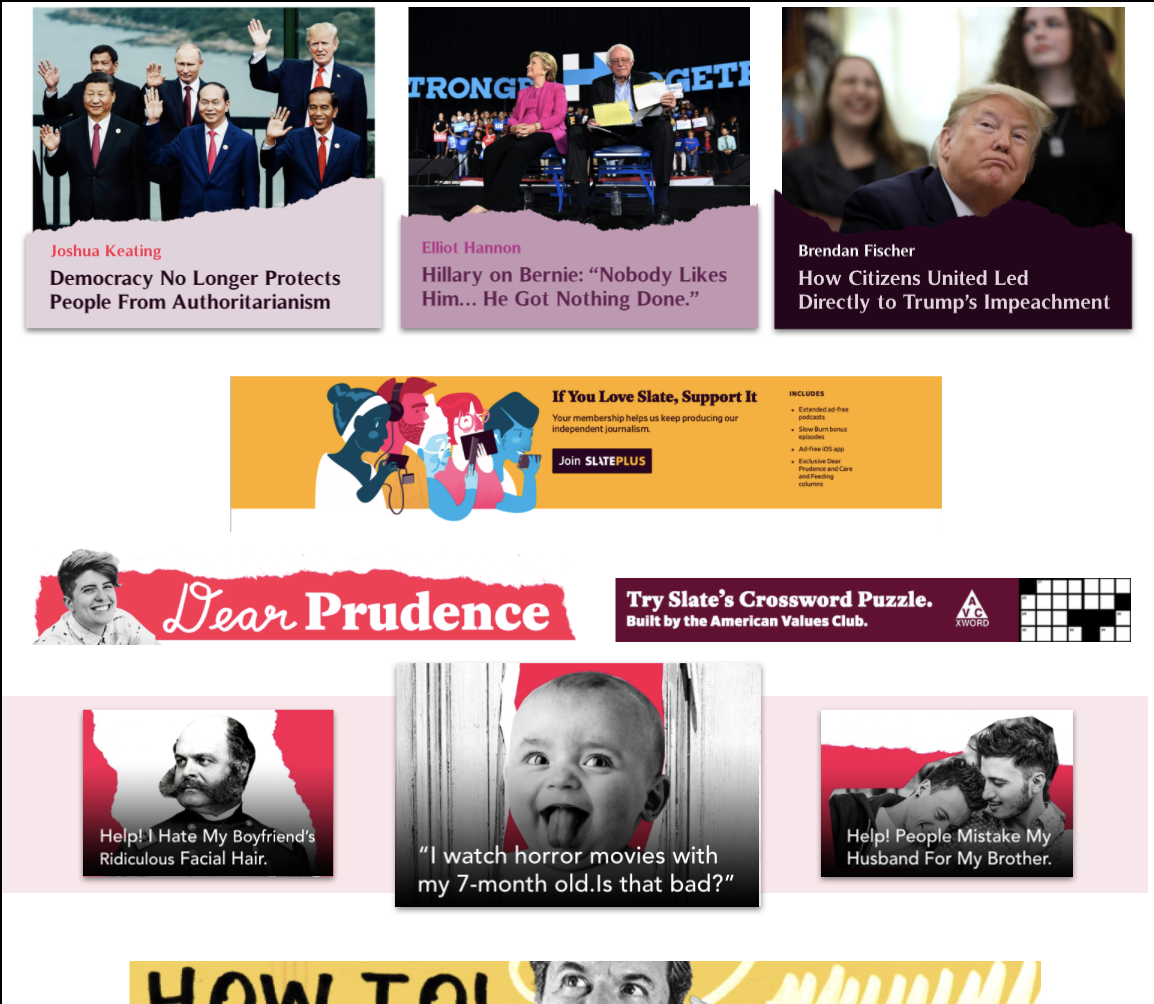 TRONGE
OGETE
Joshua Keating
Democracy No Longer Protects
People From Authoritarianism
Elliot Hannon
Hillary on Bernie: “Nobody Likes
Him... He Got Nothing Done.”
Brendan Fischer
How Citizens United Led
Directly to Trump’s Impeachment
If You Love Slate, Support It
Your membership helps us keep producing our
independent journalism.
Join SLATEPLUS
INCLUDES
• Extended ad-free
podcasts
• Slow Burn bonus
episodes
• Ad-free iOS app
• Exclusive Dear
Prudence and Care
and Feeding
columns
Dear Prudence
Try Slate’s Crossword Puzzle.
Built by the American Values Club.
AVC
XWORD
Help! I Hate My Boyfriend’s
Ridiculous Facial Hair.
“I watch horror movies with
my 7-month old.Is that bad?”
Help! People Mistake My
Husband For My Brother.
HOW TO!